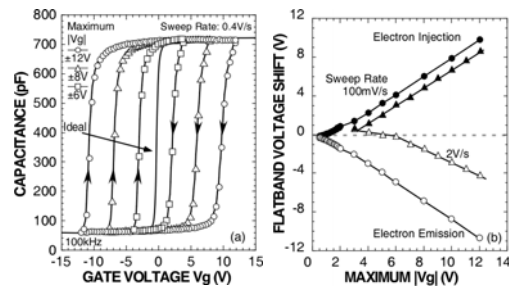 Maximum
|Vg|
±12V
±8V
±6V
Sweep Rate: 0.4V/s
Ideal
100kHz
(a)
800
700
600
500
400
300
200
100
0
-15 -10 -5 0 5 10 15
CAPACITANCE (pF)
GATE VOLTAGE Vg (V)
Electron Injection
Sweep Rate
100mV/s
2V/s
Electron Emission
(b)
12
8
4
0
-4
-8
-12
0 2 4 6 8 10 12 14
FLATBAND VOLTAGE SHIFT (V)
MAXIMUM |Vg| (V)